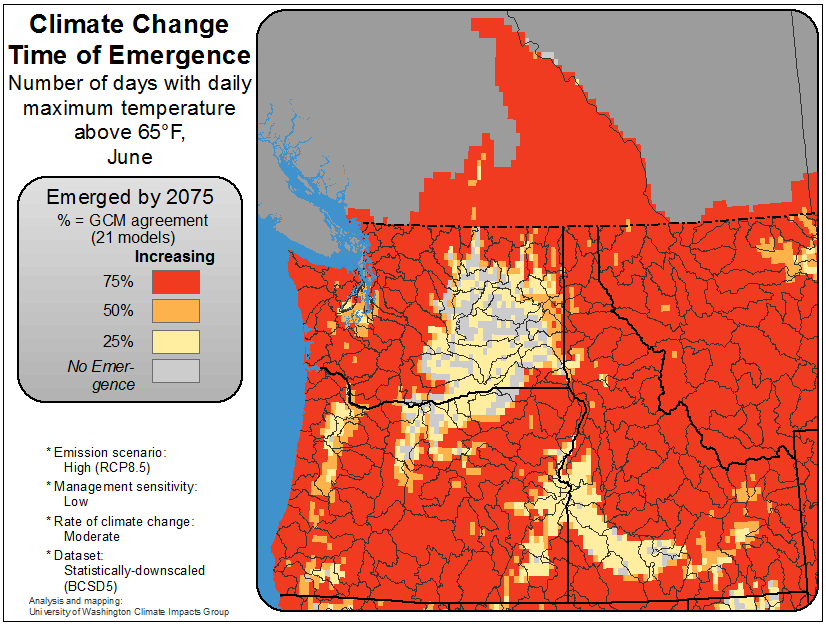 Climate Change
Time of Emergence
Number of days with daily
maximum temperature
above 65°F,
June
Emerged by 2075
% = GCM agreement
(21 models)
Increasing
75%
50%
25%
No Emer-
gence
* Emission scenario:
High (RCP8.5)
* Management sensitivity:
Low
* Rate of climate change:
Moderate
* Dataset:
Statistically-downscaled
(BCSD5)
Analysis and mapping:
University of Washington Climate Impacts Group